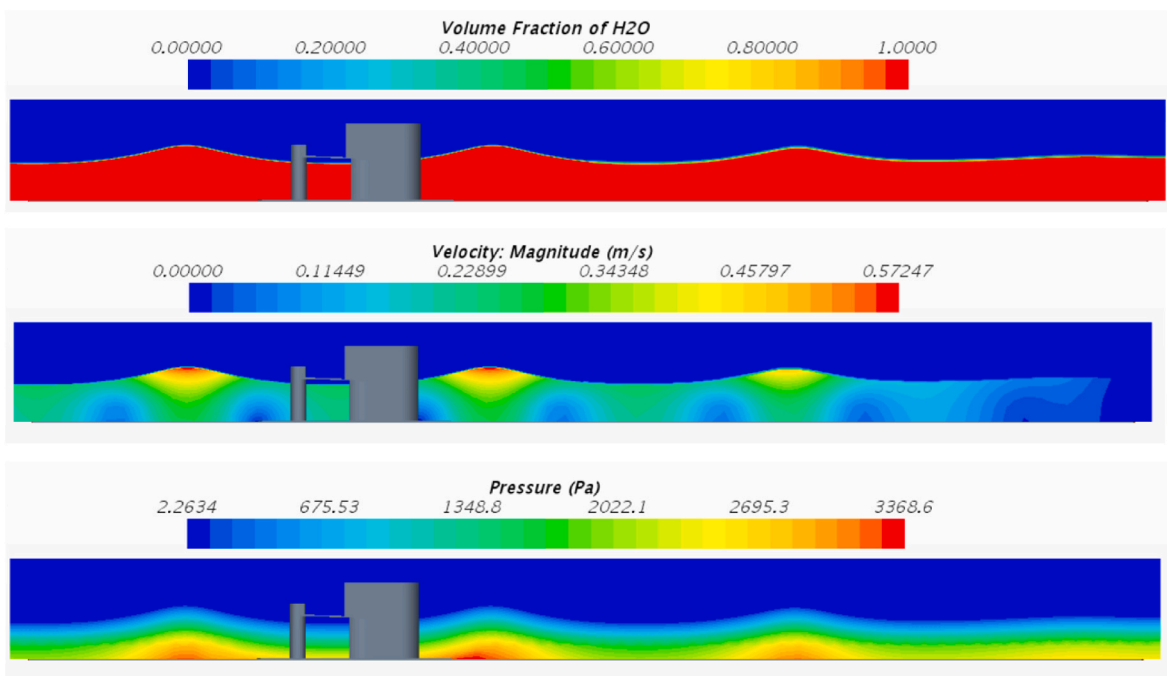 Volume Fraction of H2O
0.00000 0.20000 0.40000 0.60000 0.80000 1.0000
Velocity: Magnitude (m/s)
0.00000 0.11449 0.22899 0.34348 0.45797 0.57247
Pressure (Pa)
2.2634 675.53 1348.8 2022.1 2695.3 3368.6